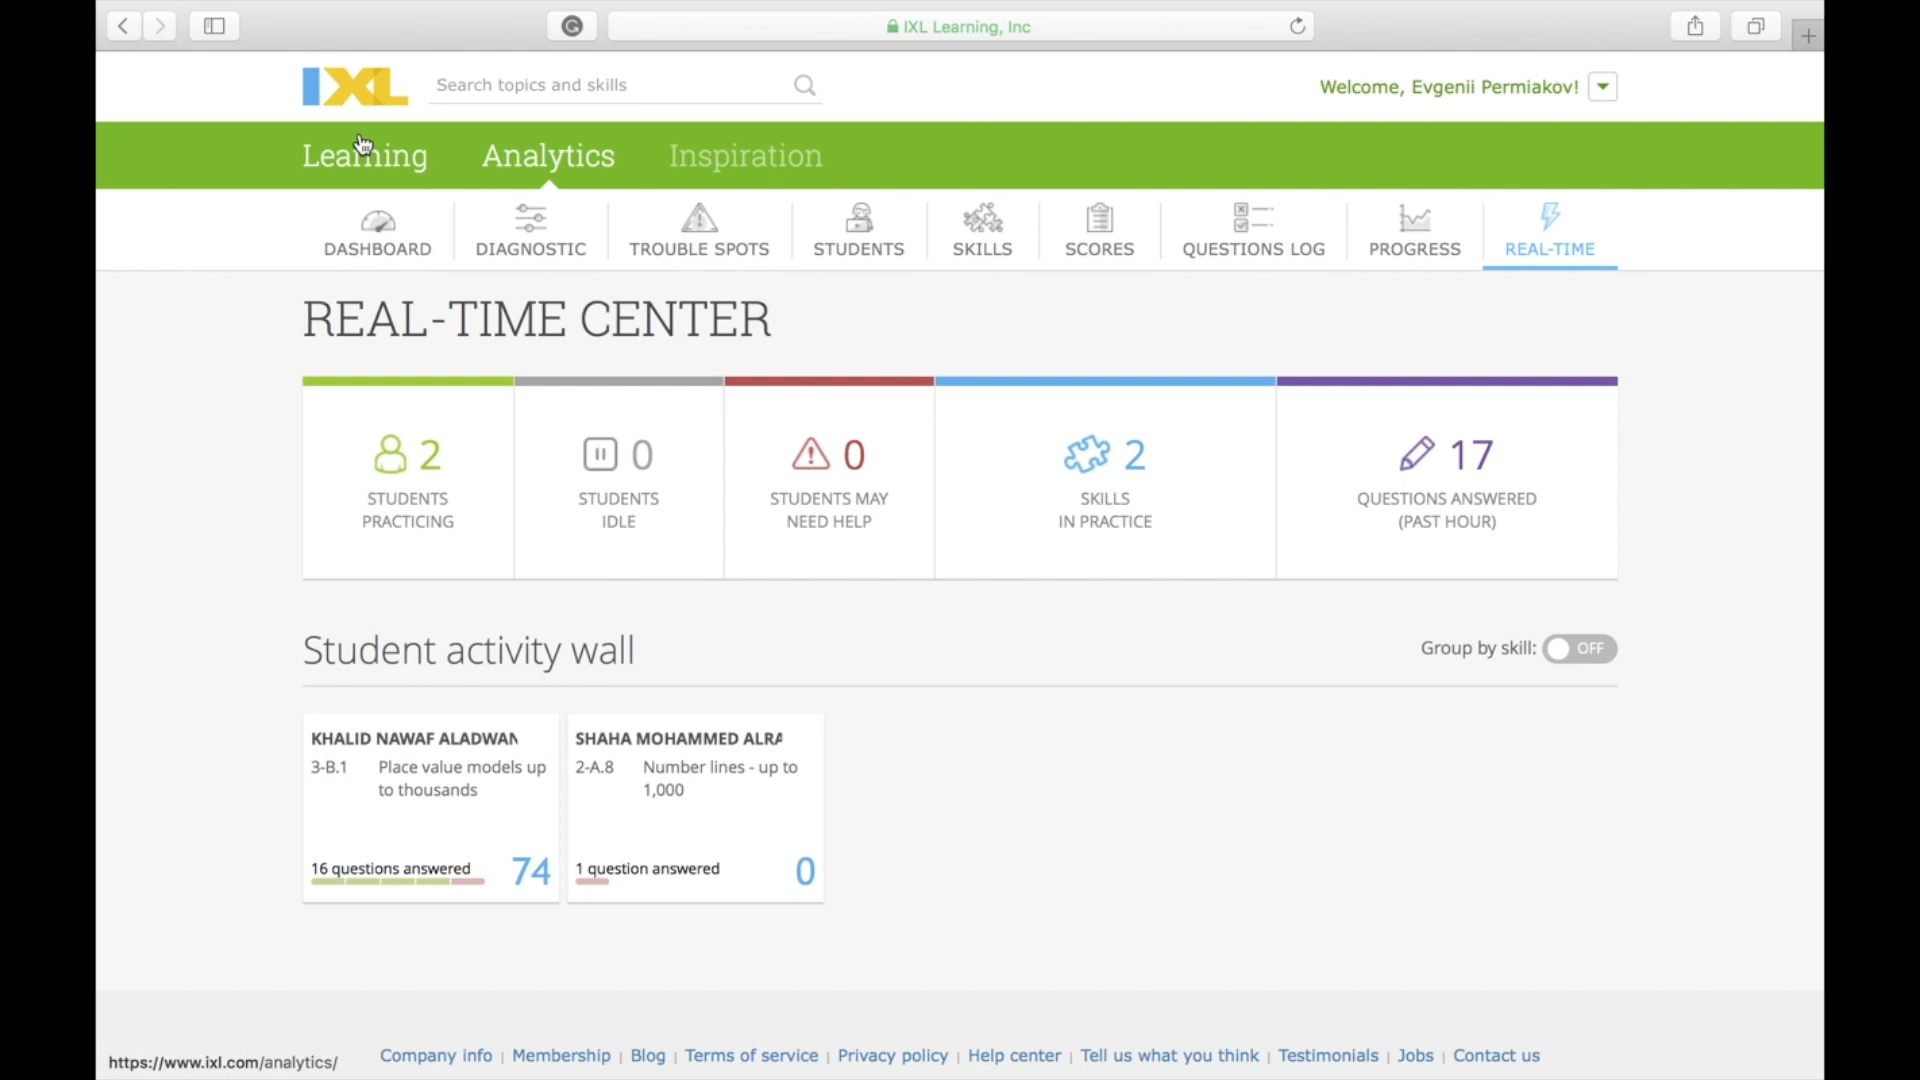 IXL Learning, Inc
IXL
Search topics and skills
Welcome, Evgenii Permiakov!
Learning
Analytics
Inspiration
DASHBOARD
DIAGNOSTIC
TROUBLE SPOTS
STUDENTS
SKILLS
SCORES
QUESTIONS LOG
PROGRESS
REAL-TIME
REAL-TIME CENTER
2
STUDENTS
PRACTICING
0
STUDENTS
IDLE
0
STUDENTS MAY
NEED HELP
2
SKILLS
IN PRACTICE
17
QUESTIONS ANSWERED
(PAST HOUR)
Student activity wall
Group by skill: OFF
KHALID NAWAF ALADWAN
3-B.1 Place value models up
to thousands
16 questions answered 74
SHAHA MOHAMMED ALRA
2-A.8 Number lines - up to
1,000
1 question answered 0
Company info | Membership | Blog | Terms of service | Privacy policy | Help center | Tell us what you think | Testimonials | Jobs | Contact us
https://www.ixl.com/analytics/